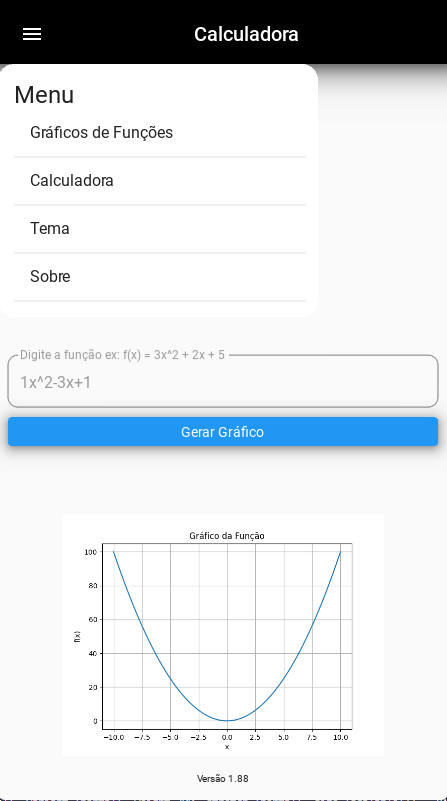 Calculadora
Menu
Gráficos de Funções
Calculadora
Tema
Sobre
Digite a função ex: f(x) = 3x^2 + 2x + 5
1x^2-3x+1
Gerar Gráfico
Gráfico da Função
100
80
60
40
20
0
f(x)
−10.0 −7.5 −5.0 −2.5 0.0 2.5 5.0 7.5 10.0
x
Versão 1.88